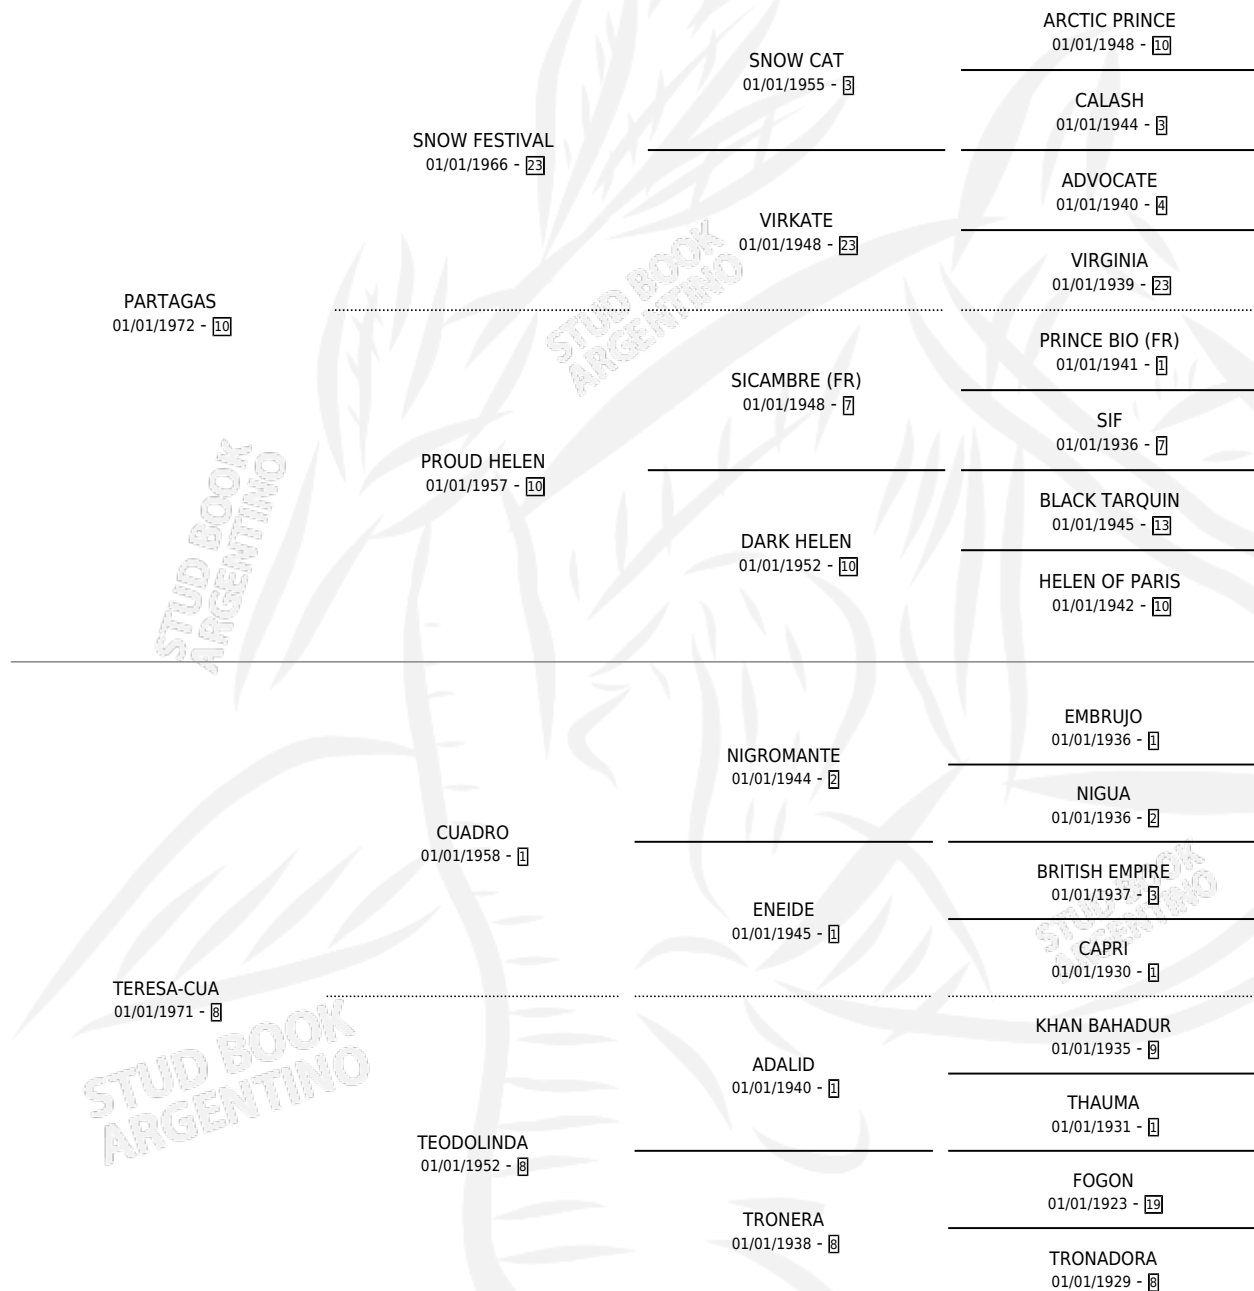 ARCTIC PRINCE
01/01/1948 - 10
SNOW CAT
01/01/1955 - 3
CALASH
01/01/1944 - 3
SNOW FESTIVAL
01/01/1966 - 23
ADVOCATE
01/01/1940 - 4
VIRKATE
01/01/1948 - 23
VIRGINIA
01/01/1939 - 23
PARTAGAS
01/01/1972 - 10
PRINCE BIO (FR)
01/01/1941 - 1
SICAMBRE (FR)
01/01/1948 - 7
SIF
01/01/1936 - 7
PROUD HELEN
01/01/1957 - 10
BLACK TARQUIN
01/01/1945 - 13
DARK HELEN
01/01/1952 - 10
HELEN OF PARIS
01/01/1942 - 10
EMBRUJO
01/01/1936 - 1
NIGROMANTE
01/01/1944 - 2
NIGUA
01/01/1936 - 2
CUADRO
01/01/1958 - 1
BRITISH EMPIRE
01/01/1937 - 3
ENEIDE
01/01/1945 - 1
CAPRI
01/01/1930 - 1
TERESA-CUA
01/01/1971 - 8
KHAN BAHADUR
01/01/1935 - 9
ADALID
01/01/1940 - 1
THAUMA
01/01/1931 - 1
TEODOLINDA
01/01/1952 - 8
FOGON
01/01/1923 - 19
TRONERA
01/01/1938 - 8
TRONADORA
01/01/1929 - 8
STUD BOOK
ARGENTINO
STUD BOOK
ARGENTINO
STUD BOOK
ARGENTINO
STUD BOOK
ARGENTINO